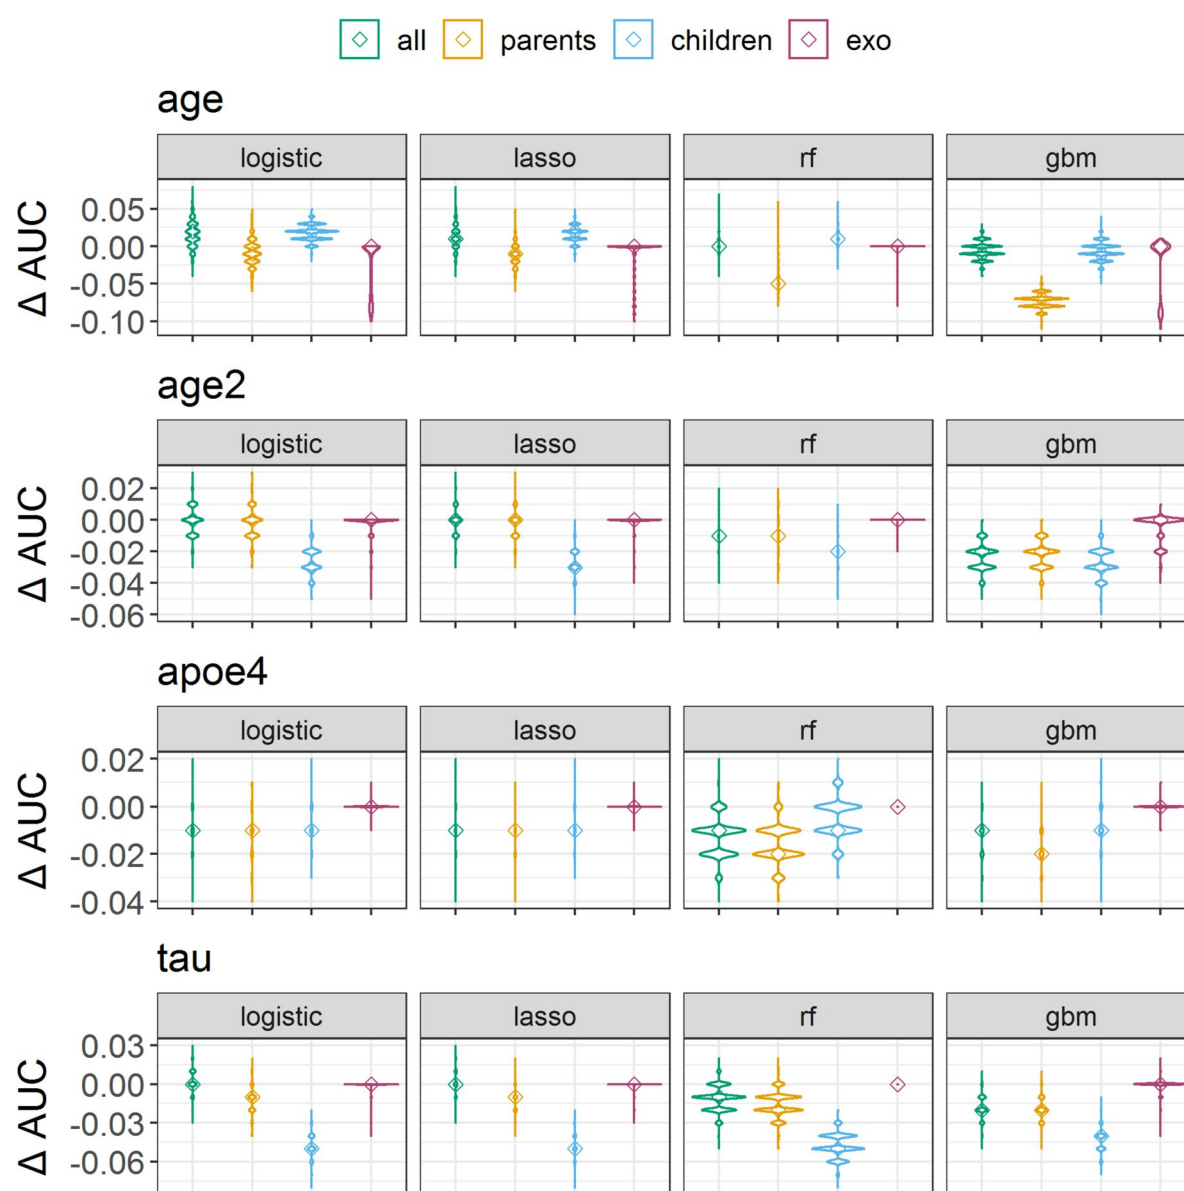 all parents children exo
age
logistic lasso rf gbm
Δ AUC
0.05
0.00
-0.05
-0.10
age2
logistic lasso rf gbm
Δ AUC
0.02
0.00
-0.02
-0.04
-0.06
apoe4
logistic lasso rf gbm
Δ AUC
0.02
0.00
-0.02
-0.04
tau
logistic lasso rf gbm
Δ AUC
0.03
0.00
-0.03
-0.06